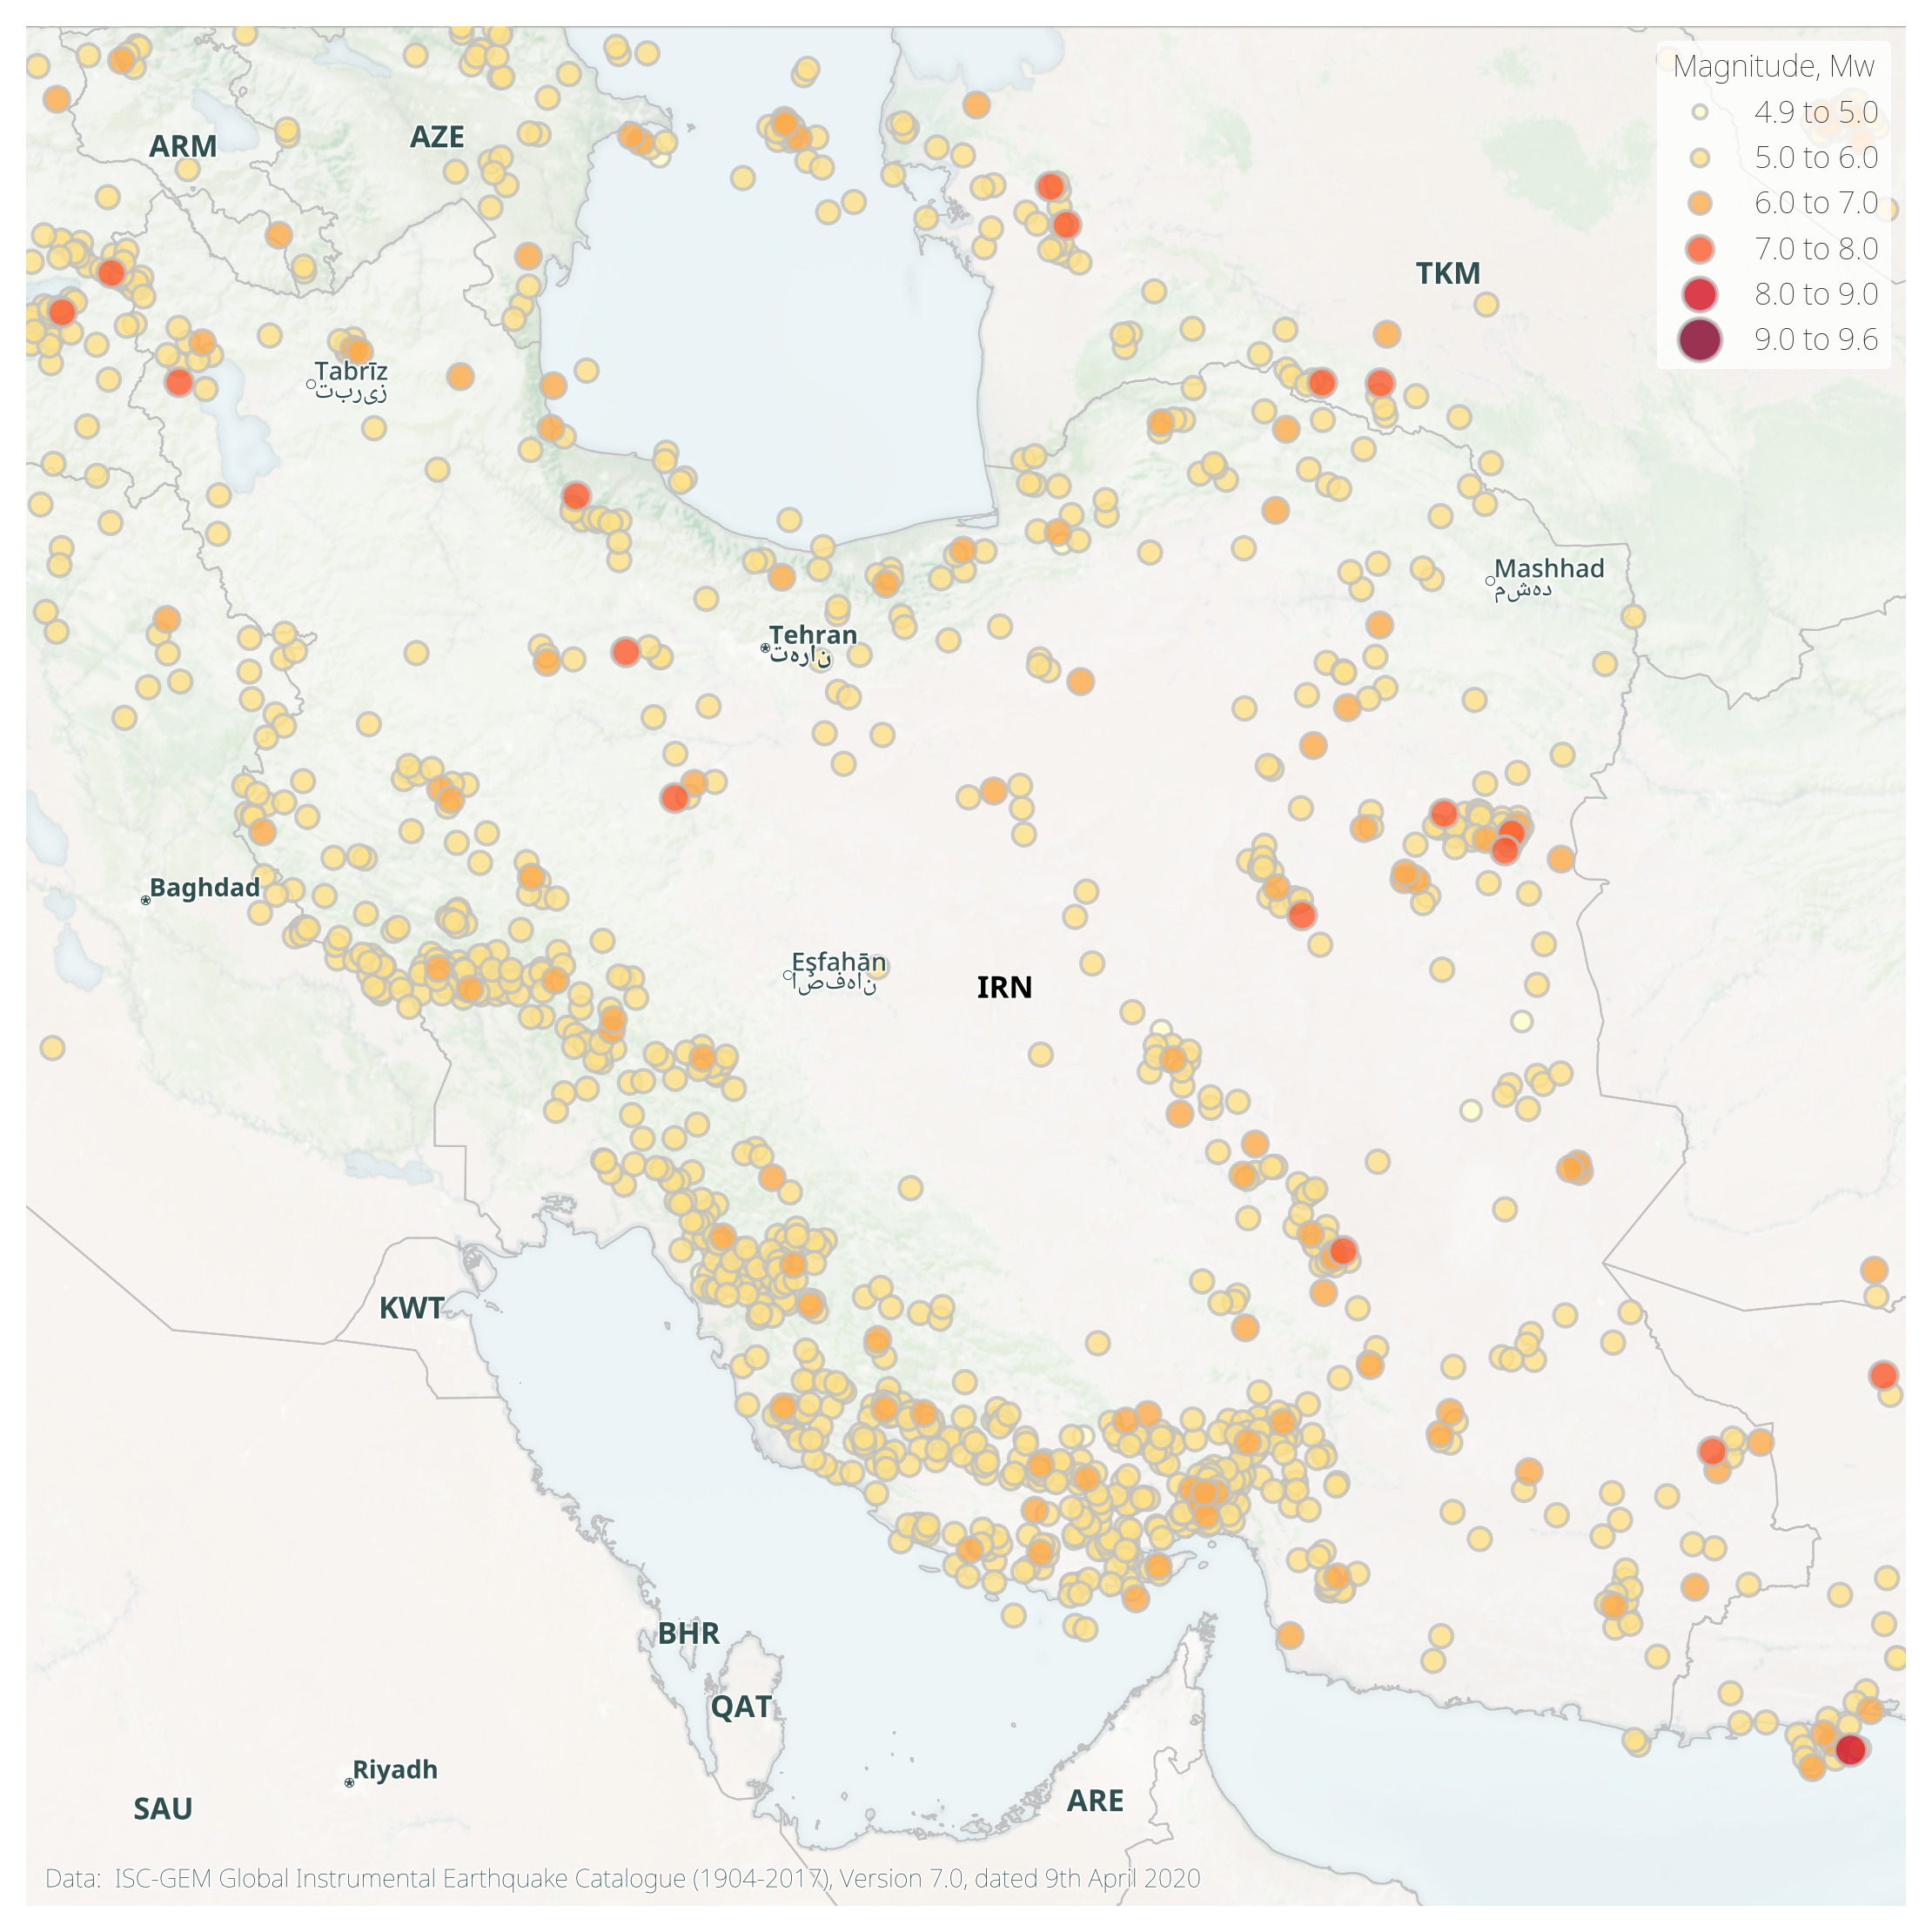 Magnitude, Mw
4.9 to 5.0
5.0 to 6.0
6.0 to 7.0
7.0 to 8.0
8.0 to 9.0
9.0 to 9.6
ARM
AZE
TKM
Tabrīz
تبریز
Mashhad
مشهد
Tehran
تهران
Baghdad
Eşfahān
اصفهان
IRN
KWT
BHR
QAT
Riyadh
SAU
ARE
Data: ISC-GEM Global Instrumental Earthquake Catalogue (1904-2017), Version 7.0, dated 9th April 2020